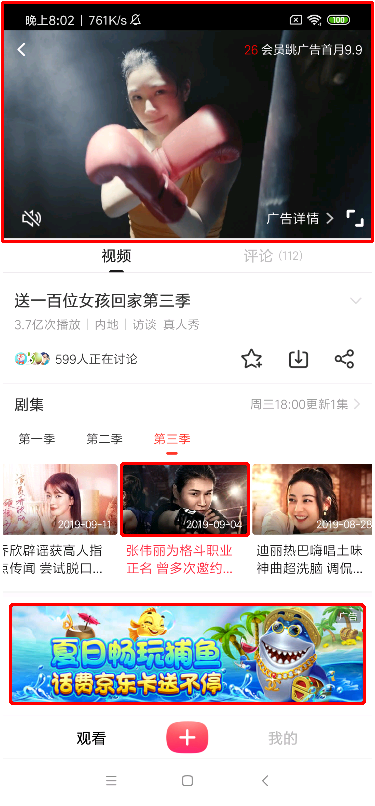 晚上8:02 | 761K/s
100
26 会员跳广告首月9.9
广告详情
视频
评论 (112)
送一百位女孩回家第三季
3.7亿次播放 | 内地 | 访谈 真人秀
599人正在讨论
剧集
周三18:00更新1集
第一季
第二季
第三季
2019-09-11
2019-09-04
2019-08-28
乔欣辟谣获高人指
点传闻 尝试脱口...
张伟丽为格斗职业
正名 曾多次邀约...
迪丽热巴嗨唱土味
神曲超洗脑 调侃...
广告
夏日畅玩捕鱼
话费京东卡送不停
观看
我的